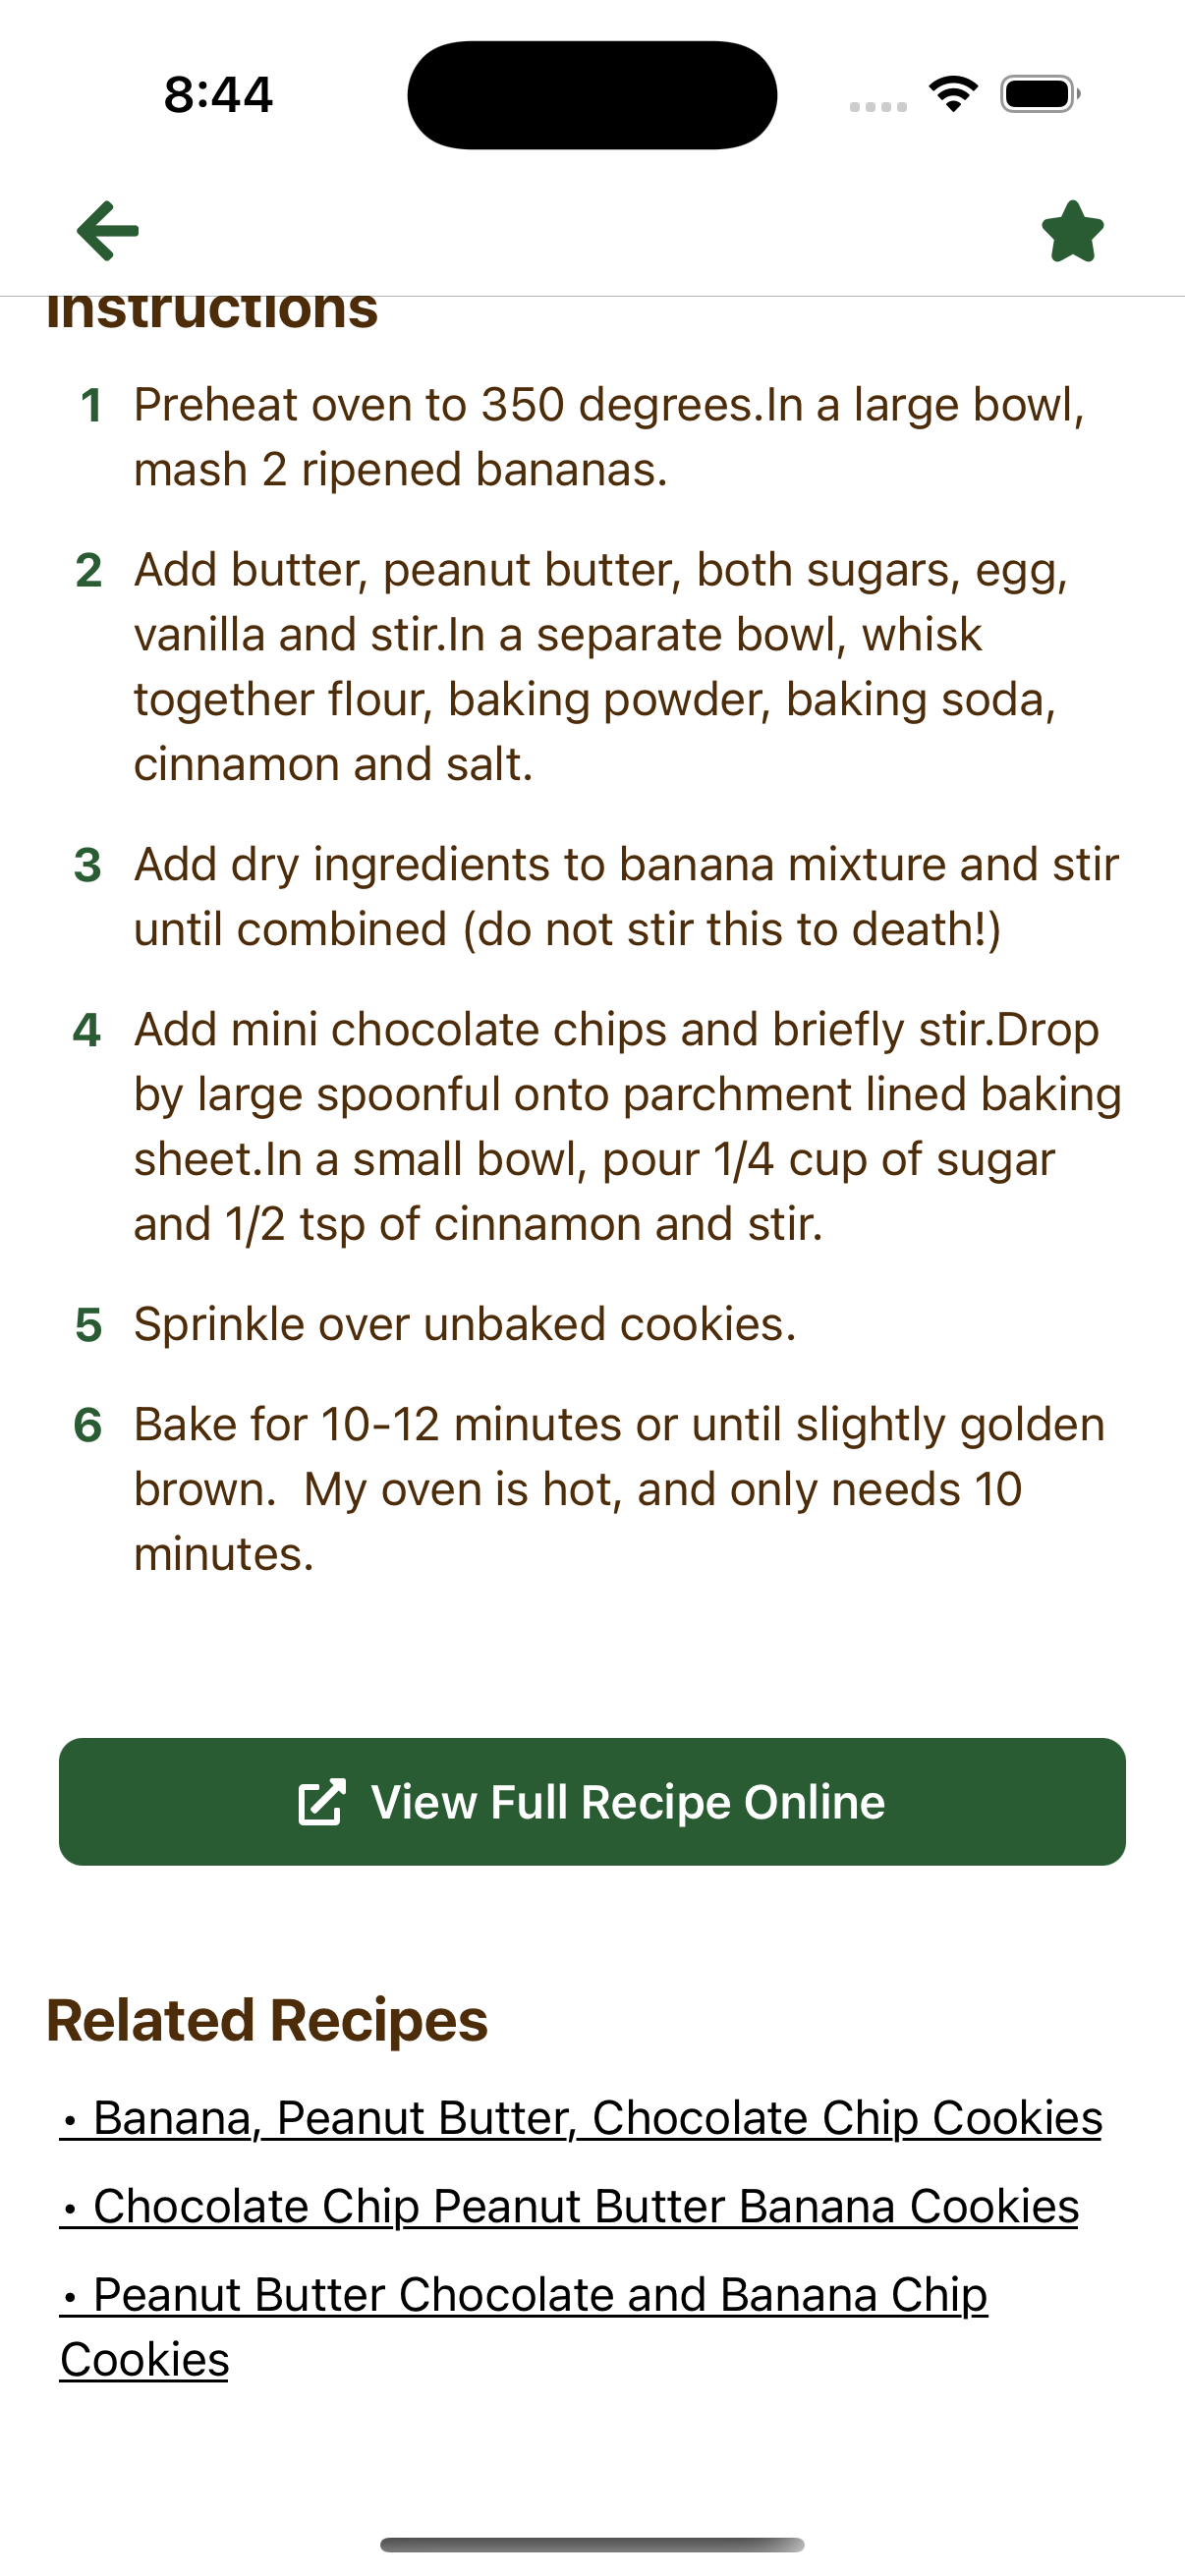 8:44
Instructions
1 Preheat oven to 350 degrees.In a large bowl,
mash 2 ripened bananas.
2 Add butter, peanut butter, both sugars, egg,
vanilla and stir.In a separate bowl, whisk
together flour, baking powder, baking soda,
cinnamon and salt.
3 Add dry ingredients to banana mixture and stir
until combined (do not stir this to death!)
4 Add mini chocolate chips and briefly stir.Drop
by large spoonful onto parchment lined baking
sheet.In a small bowl, pour 1/4 cup of sugar
and 1/2 tsp of cinnamon and stir.
5 Sprinkle over unbaked cookies.
6 Bake for 10-12 minutes or until slightly golden
brown.  My oven is hot, and only needs 10
minutes.
View Full Recipe Online
Related Recipes
• Banana, Peanut Butter, Chocolate Chip Cookies
• Chocolate Chip Peanut Butter Banana Cookies
• Peanut Butter Chocolate and Banana Chip
Cookies